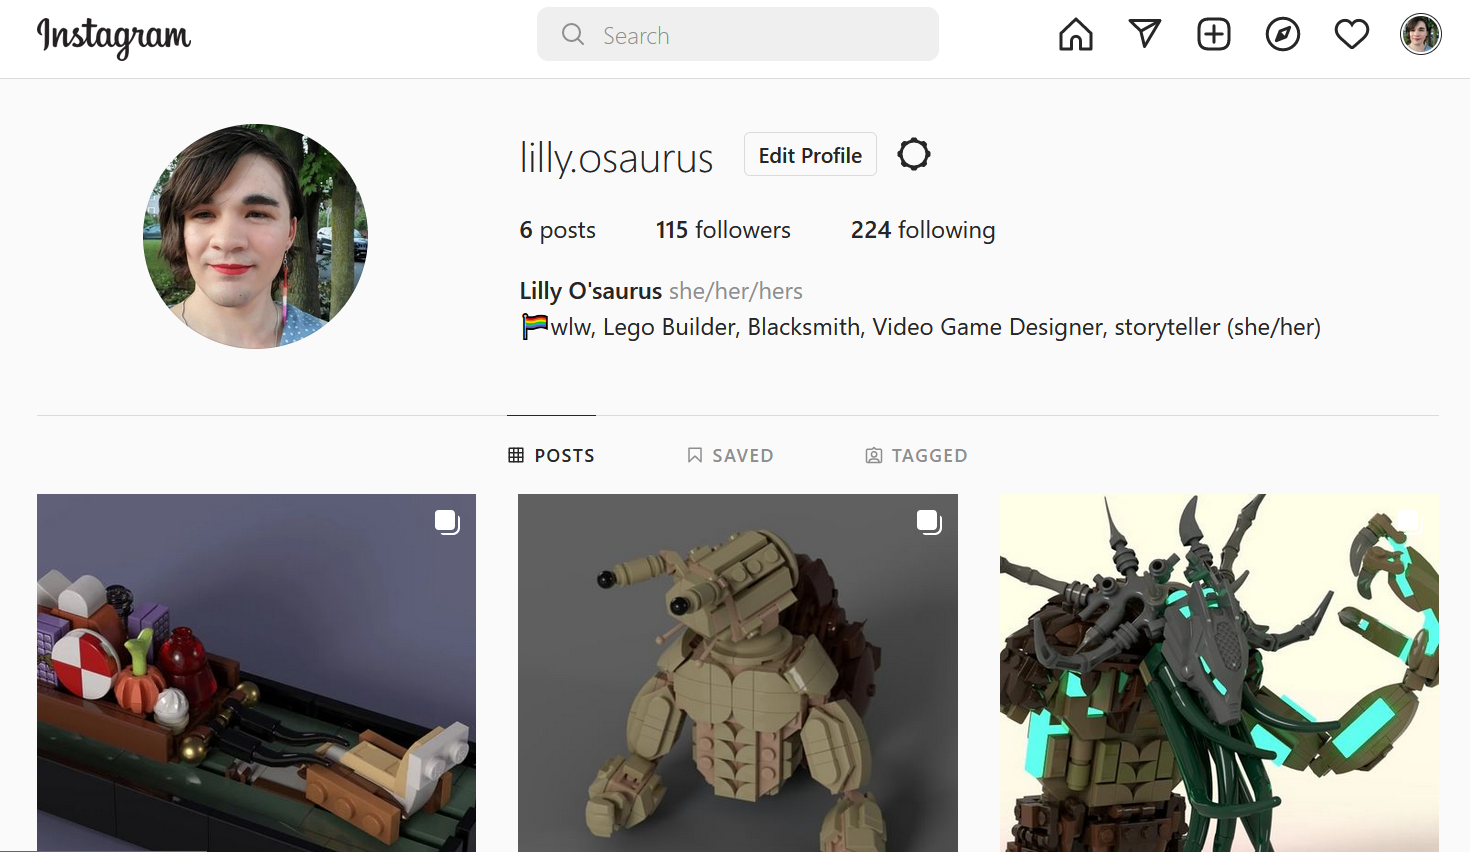 Instagram
Search
lilly.osaurus Edit Profile
6 posts 115 followers 224 following
Lilly O'saurus she/her/hers
🏳️‍🌈wlw, Lego Builder, Blacksmith, Video Game Designer, storyteller (she/her)
POSTS SAVED TAGGED